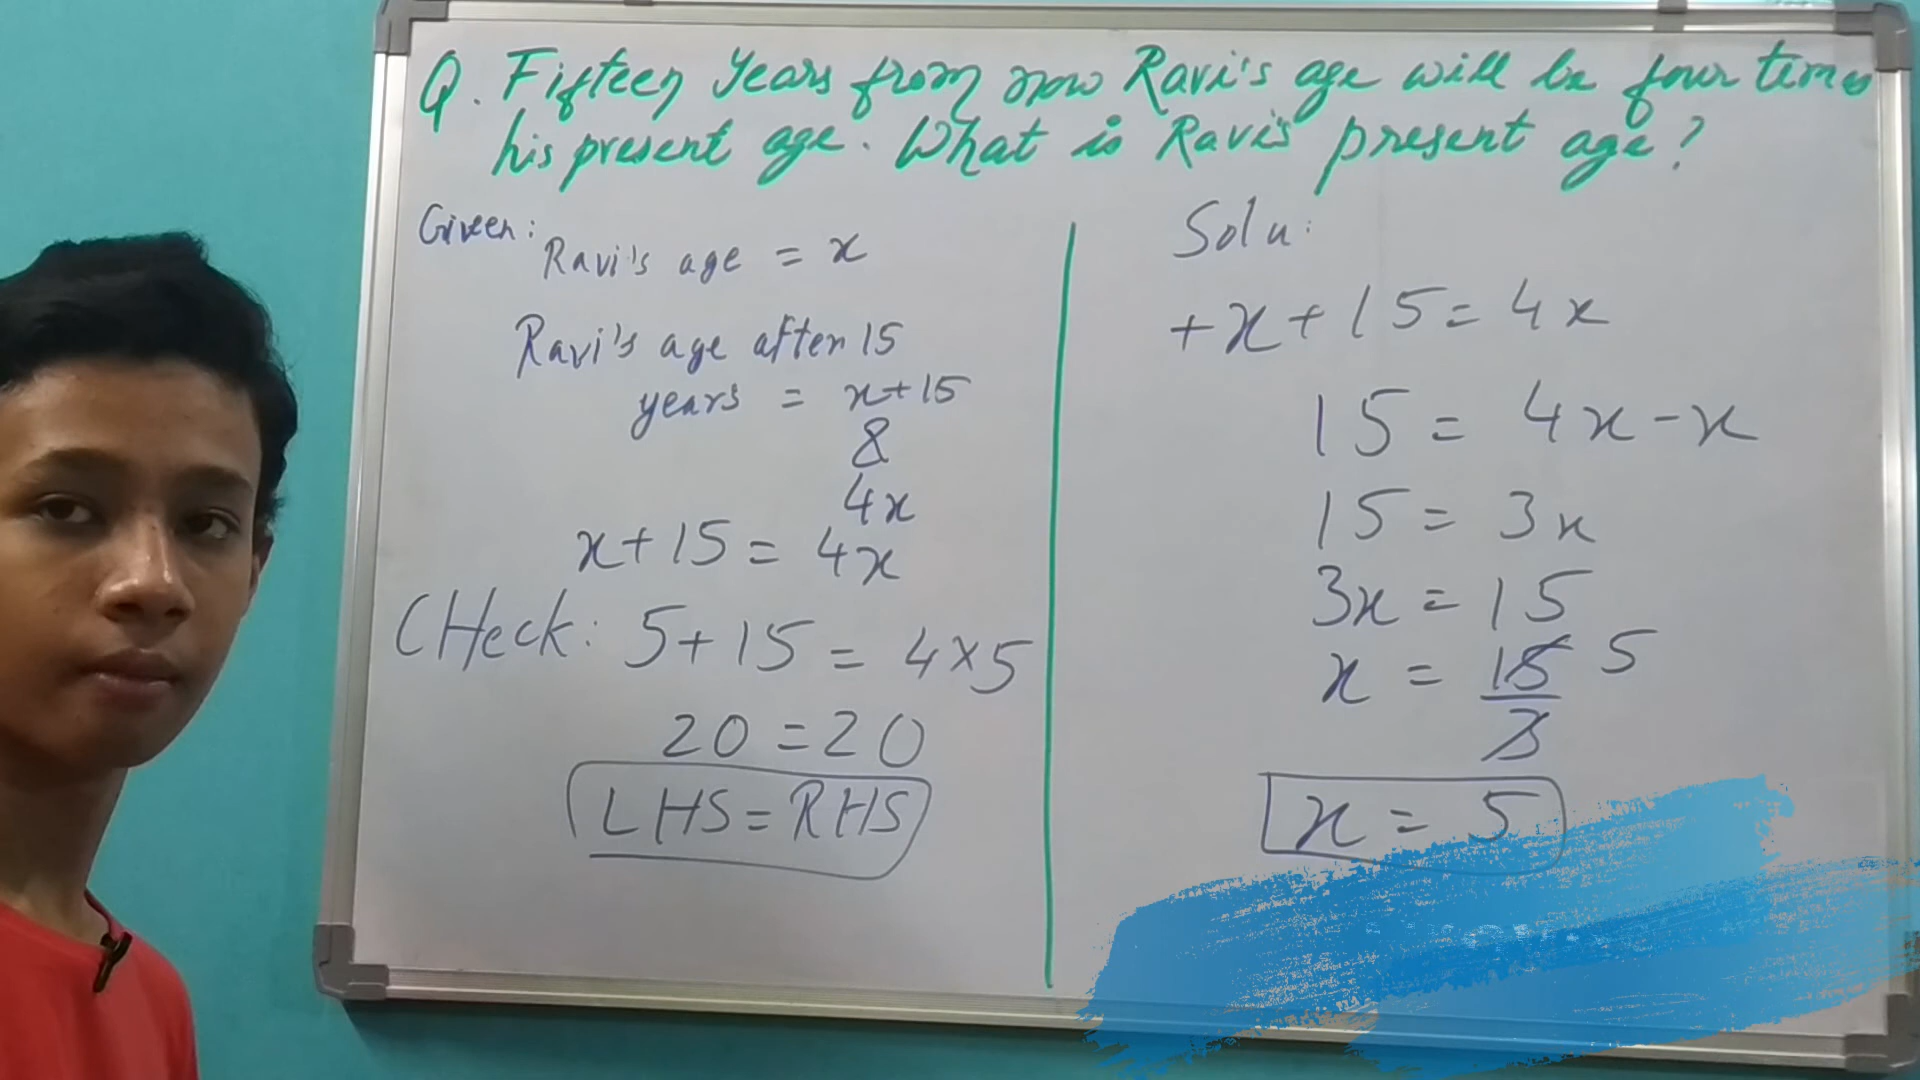 Q. Fifteen years from now Ravi's age will be four times
his present age. What is Ravi's present age?
Given:
Ravi's age = x
Ravi's age after 15
years = x+15
&
4x
x+15 = 4x
CHeck: 5+15 = 4×5
20 = 20
LHS = RHS
Solu:
+x+15 = 4x
15 = 4x-x
15 = 3x
3x = 15
x = 15 5
3
x = 5